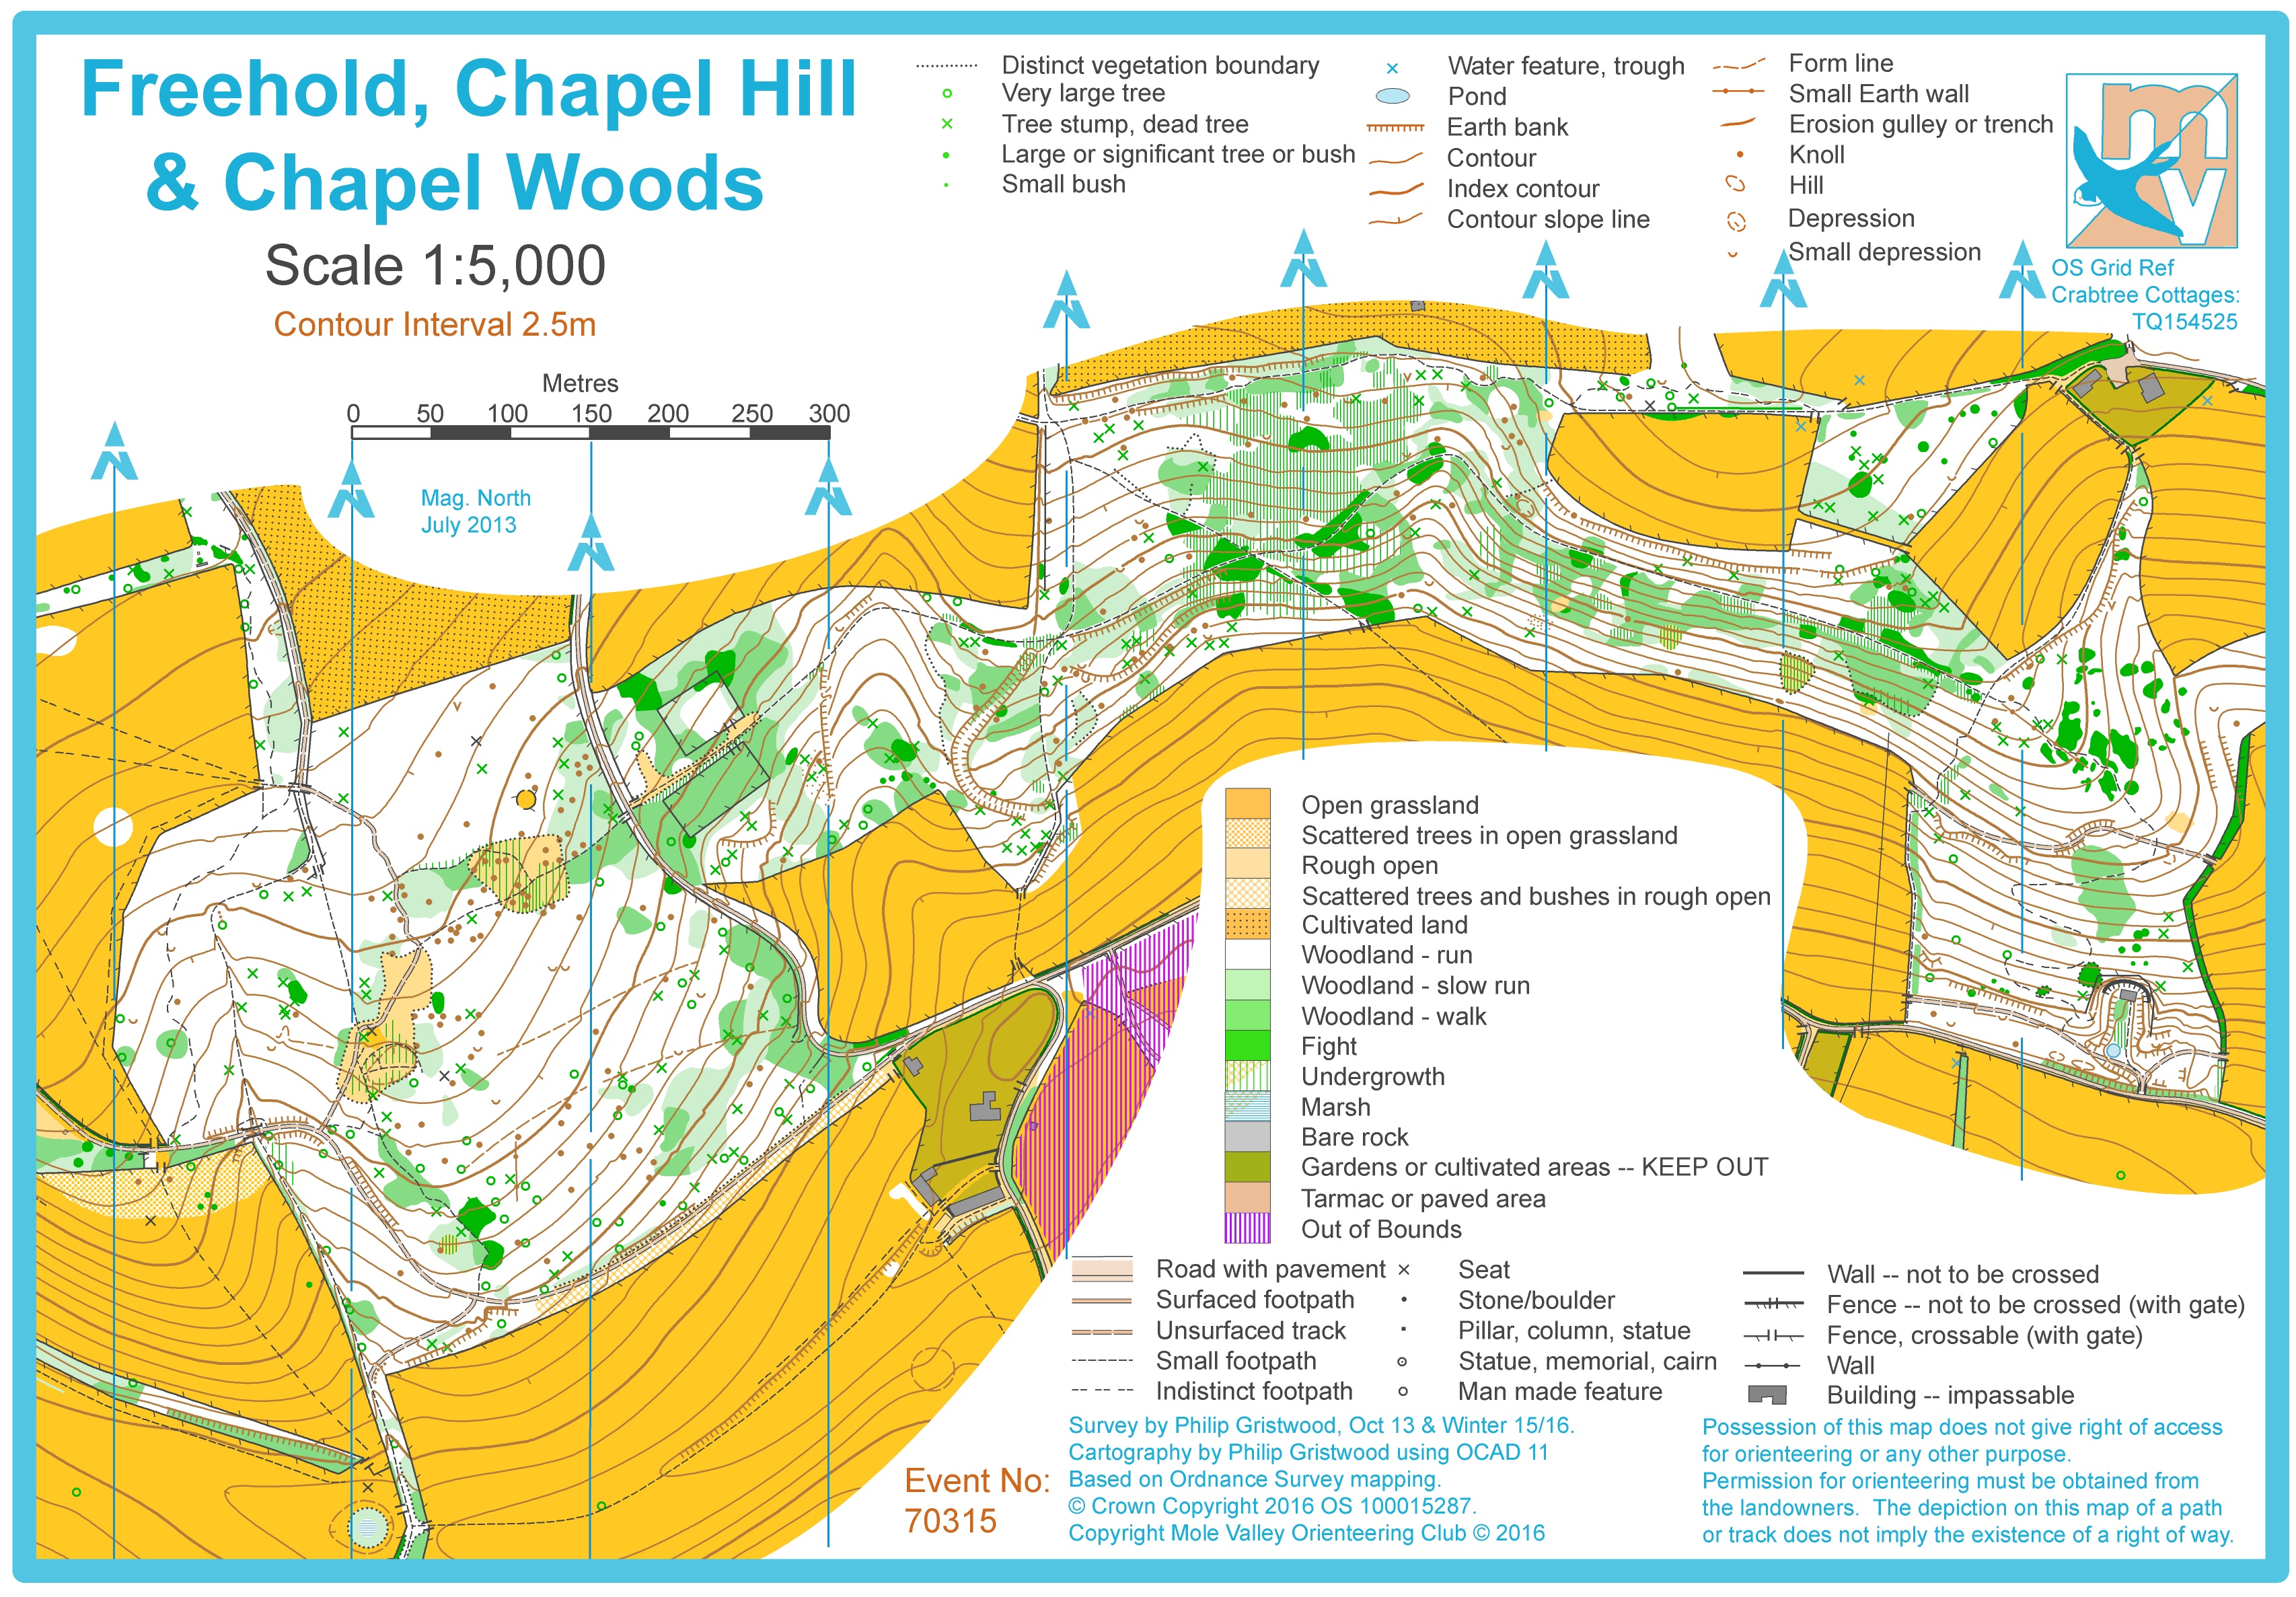 Freehold, Chapel Hill
& Chapel Woods
Scale 1:5,000
Contour Interval 2.5m
Metres
0 50 100 150 200 250 300
Mag. North
July 2013
Distinct vegetation boundary
Very large tree
Tree stump, dead tree
Large or significant tree or bush
Small bush
Water feature, trough
Pond
Earth bank
Contour
Index contour
Contour slope line
Form line
Small Earth wall
Erosion gulley or trench
Knoll
Hill
Depression
Small depression
mv
OS Grid Ref
Crabtree Cottages:
TQ154525
N
N
N
N
N
N
N
N
N
Open grassland
Scattered trees in open grassland
Rough open
Scattered trees and bushes in rough open
Cultivated land
Woodland - run
Woodland - slow run
Woodland - walk
Fight
Undergrowth
Marsh
Bare rock
Gardens or cultivated areas -- KEEP OUT
Tarmac or paved area
Out of Bounds
Road with pavement
Surfaced footpath
Unsurfaced track
Small footpath
Indistinct footpath
Seat
Stone/boulder
Pillar, column, statue
Statue, memorial, cairn
Man made feature
Wall -- not to be crossed
Fence -- not to be crossed (with gate)
Fence, crossable (with gate)
Wall
Building -- impassable
Event No:
70315
Survey by Philip Gristwood, Oct 13 & Winter 15/16.
Cartography by Philip Gristwood using OCAD 11
Based on Ordnance Survey mapping.
© Crown Copyright 2016 OS 100015287.
Copyright Mole Valley Orienteering Club © 2016
Possession of this map does not give right of access
for orienteering or any other purpose.
Permission for orienteering must be obtained from
the landowners. The depiction on this map of a path
or track does not imply the existence of a right of way.